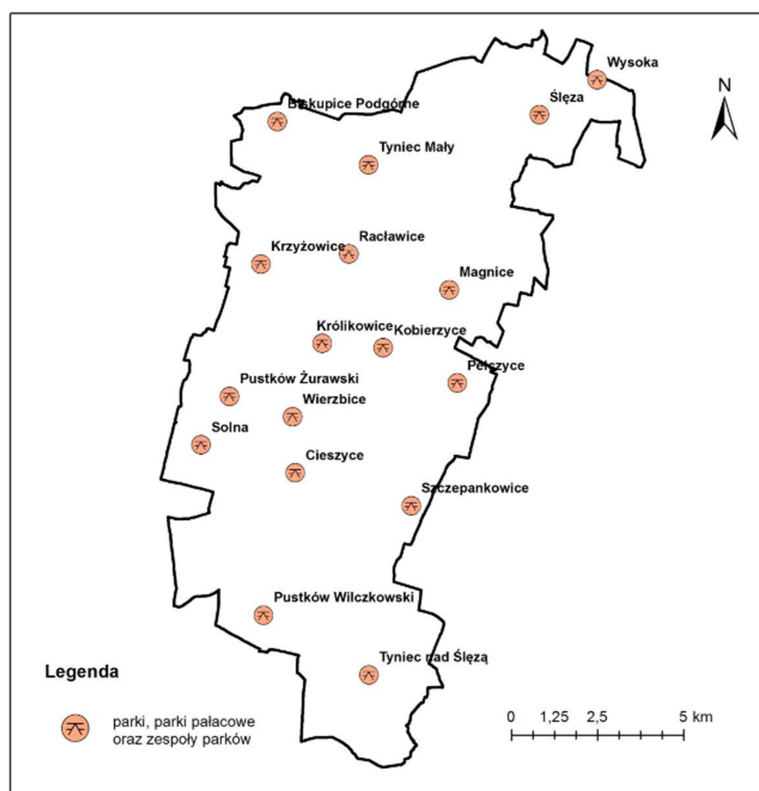 Wysoka
N
Ślęza
Biskupice Podgórne
Tyniec Mały
Racławice
Krzyżowice
Magnice
Królikowice
Kobierzyce
Pełczyce
Pustków Żurawski
Wierzbice
Solna
Cieszyce
Szczepankowice
Pustków Wilczkowski
Tyniec nad Ślęzą
Legenda
parki, parki pałacowe
oraz zespoły parków
0 1,25 2,5 5 km